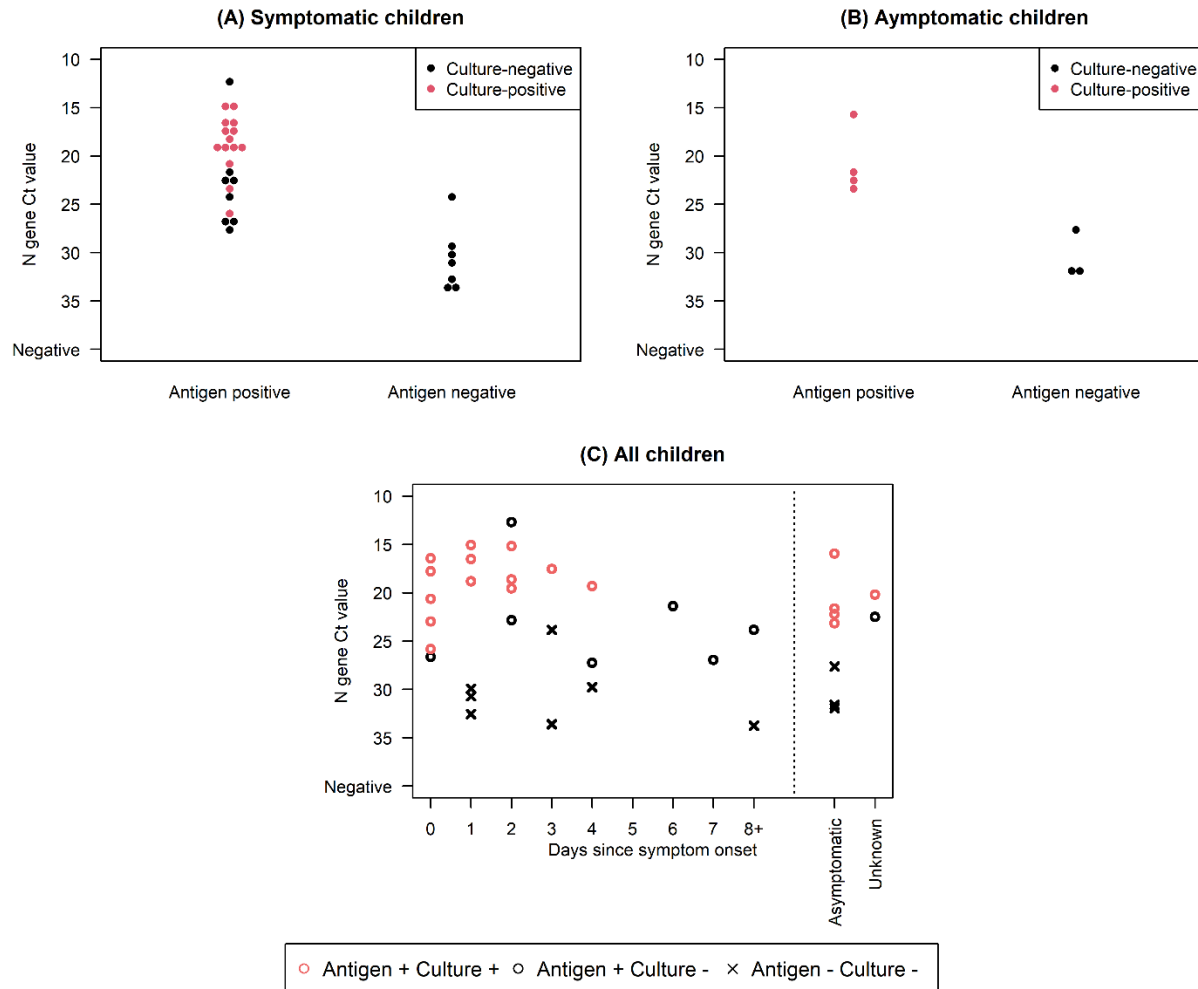 (A) Symptomatic children
10
15
20
25
30
35
Negative
N gene Ct value
Culture-negative
Culture-positive
Antigen positive
Antigen negative
(B) Aymptomatic children
10
15
20
25
30
35
Negative
N gene Ct value
Culture-negative
Culture-positive
Antigen positive
Antigen negative
(C) All children
10
15
20
25
30
35
Negative
N gene Ct value
0 1 2 3 4 5 6 7 8+
Asymptomatic
Unknown
Days since symptom onset
Antigen + Culture + Antigen + Culture - Antigen - Culture -